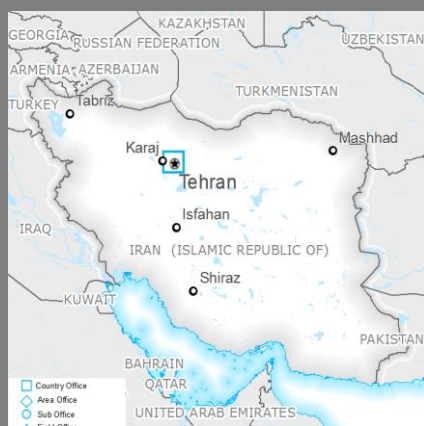 KAZAKHSTAN
GEORGIA
RUSSIAN FEDERATION
UZBEKISTAN
ARMENIA
AZERBAIJAN
TURKMENISTAN
TURKEY
Tabriz
Mashhad
Karaj
Tehran
Isfahan
IRAQ
IRAN (ISLAMIC REPUBLIC OF)
Shiraz
KUWAIT
PAKISTAN
BAHRAIN
QATAR
UNITED ARAB EMIRATES
Country Office
Area Office
Sub Office